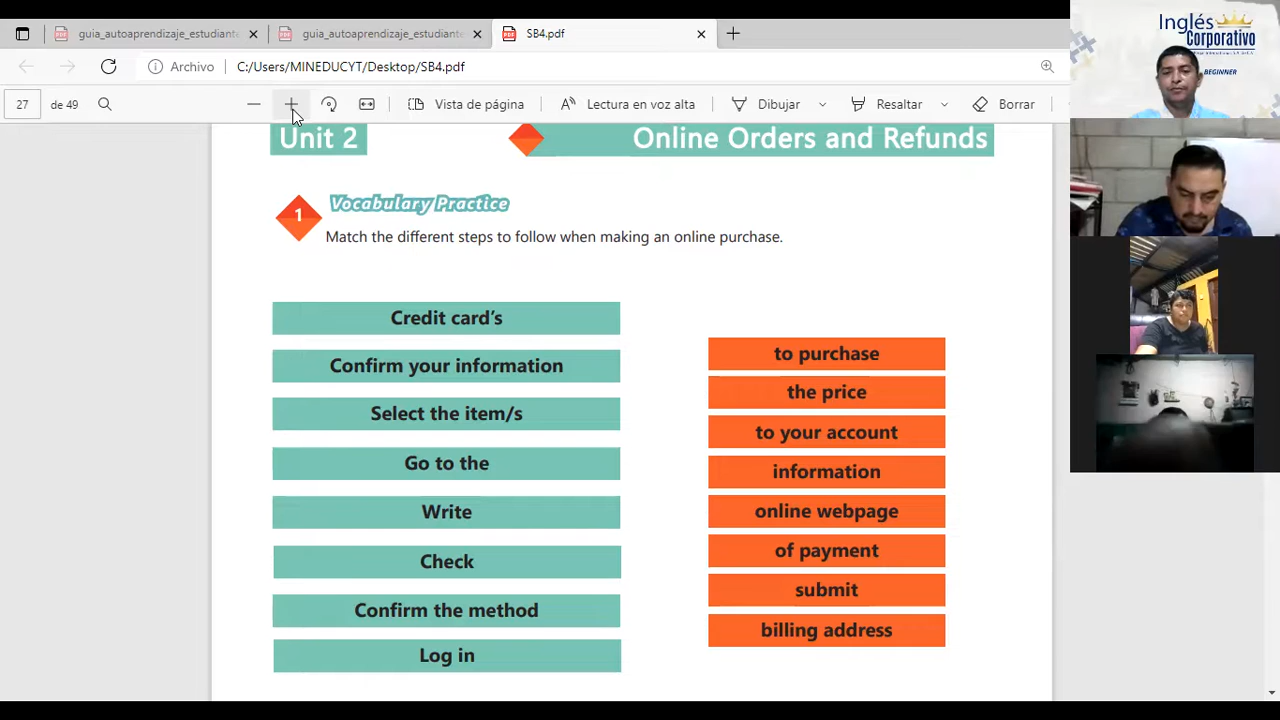 guia_autoaprendizaje_estudiante
guia_autoaprendizaje_estudiante
SB4.pdf
Archivo
C:/Users/MINEDUCYT/Desktop/SB4.pdf
27 de 49
Vista de página
Lectura en voz alta
Dibujar
Resaltar
Borrar
Unit 2
Online Orders and Refunds
1
Vocabulary Practice
Match the different steps to follow when making an online purchase.
Credit card's
Confirm your information
Select the item/s
Go to the
Write
Check
Confirm the method
Log in
to purchase
the price
to your account
information
online webpage
of payment
submit
billing address
Inglés
Corporativo
BEGINNER